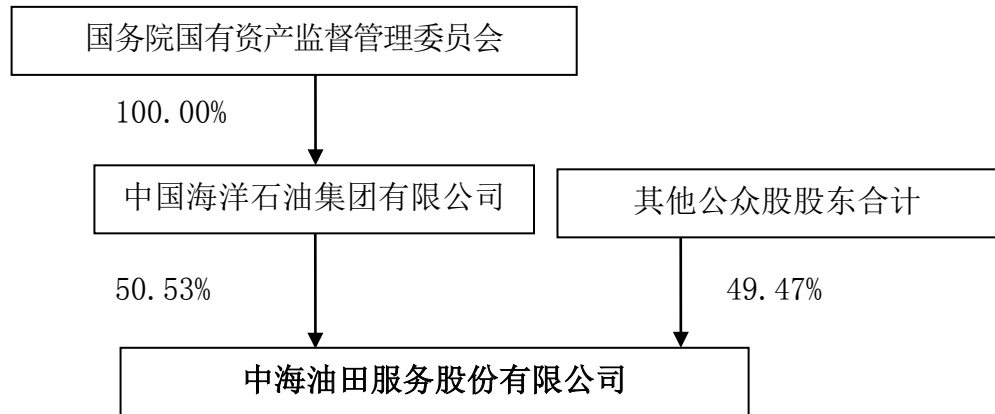 国务院国有资产监督管理委员会
100.00%
中国海洋石油集团有限公司
其他公众股股东合计
50.53%
49.47%
中海油田服务股份有限公司